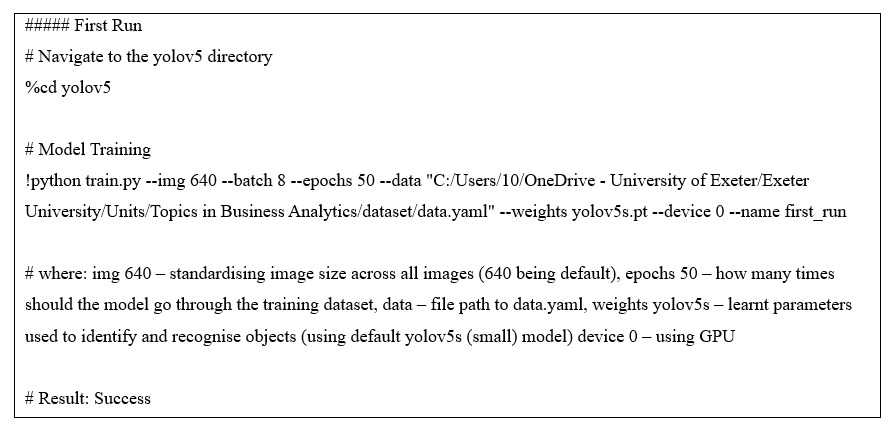 ##### First Run
# Navigate to the yolov5 directory
%cd yolov5
# Model Training
!python train.py --img 640 --batch 8 --epochs 50 --data "C:/Users/10/OneDrive - University of Exeter/Exeter
University/Units/Topics in Business Analytics/dataset/data.yaml" --weights yolov5s.pt --device 0 --name first_run
# where: img 640 – standardising image size across all images (640 being default), epochs 50 – how many times
should the model go through the training dataset, data – file path to data.yaml, weights yolov5s – learnt parameters
used to identify and recognise objects (using default yolov5s (small) model) device 0 – using GPU
# Result: Success